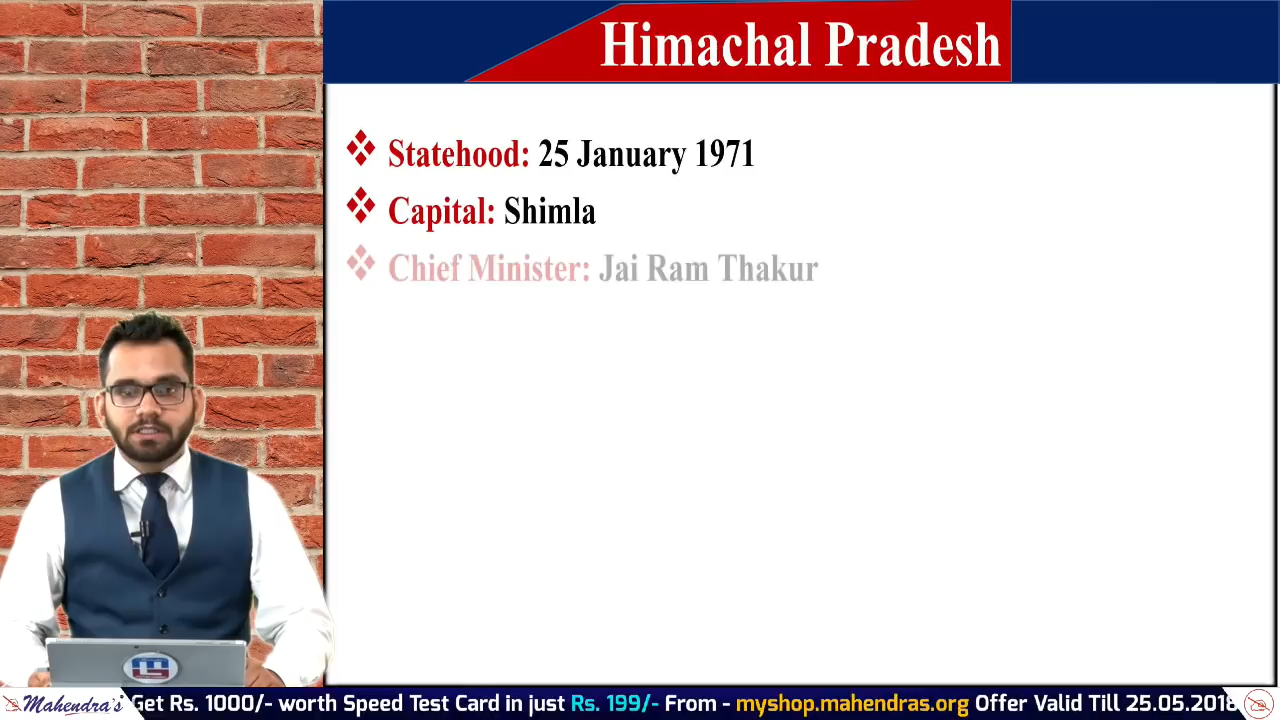 Himachal Pradesh
❖ Statehood: 25 January 1971
❖ Capital: Shimla
❖ Chief Minister: Jai Ram Thakur
Mahendra's Get Rs. 1000/- worth Speed Test Card in just Rs. 199/- From - myshop.mahendras.org Offer Valid Till 25.05.2018